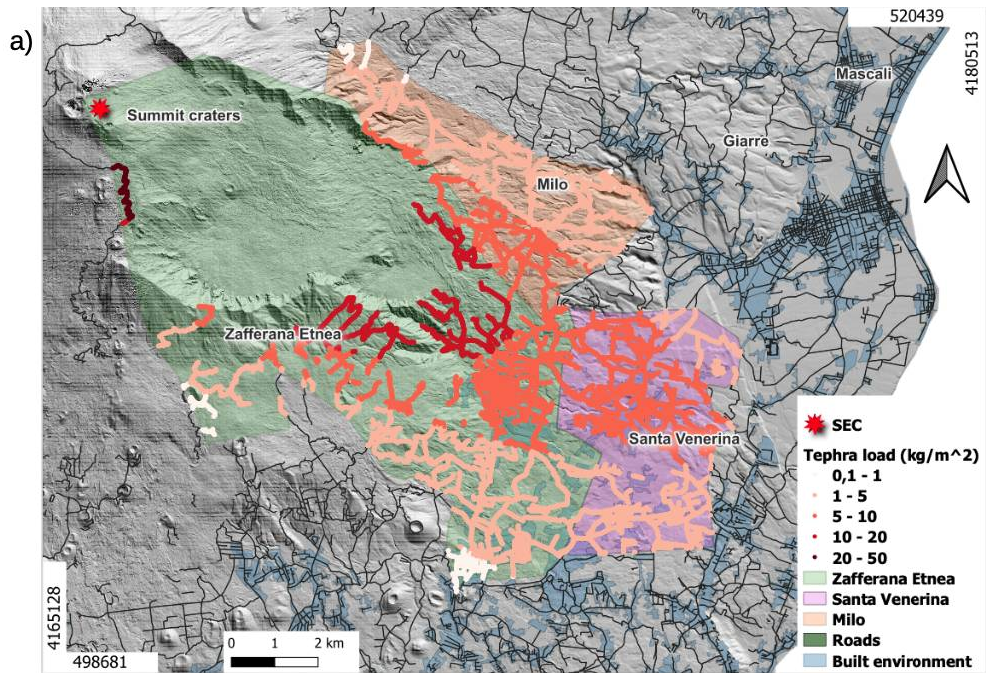 a)
520439
4180513
Mascali
Summit craters
Giarre
Milo
Zafferana Etnea
Santa Venerina
SEC
Tephra load (kg/m^2)
0,1 - 1
1 - 5
5 - 10
10 - 20
20 - 50
Zafferana Etnea
Santa Venerina
Milo
Roads
Built environment
4165128
498681
0 1 2 km